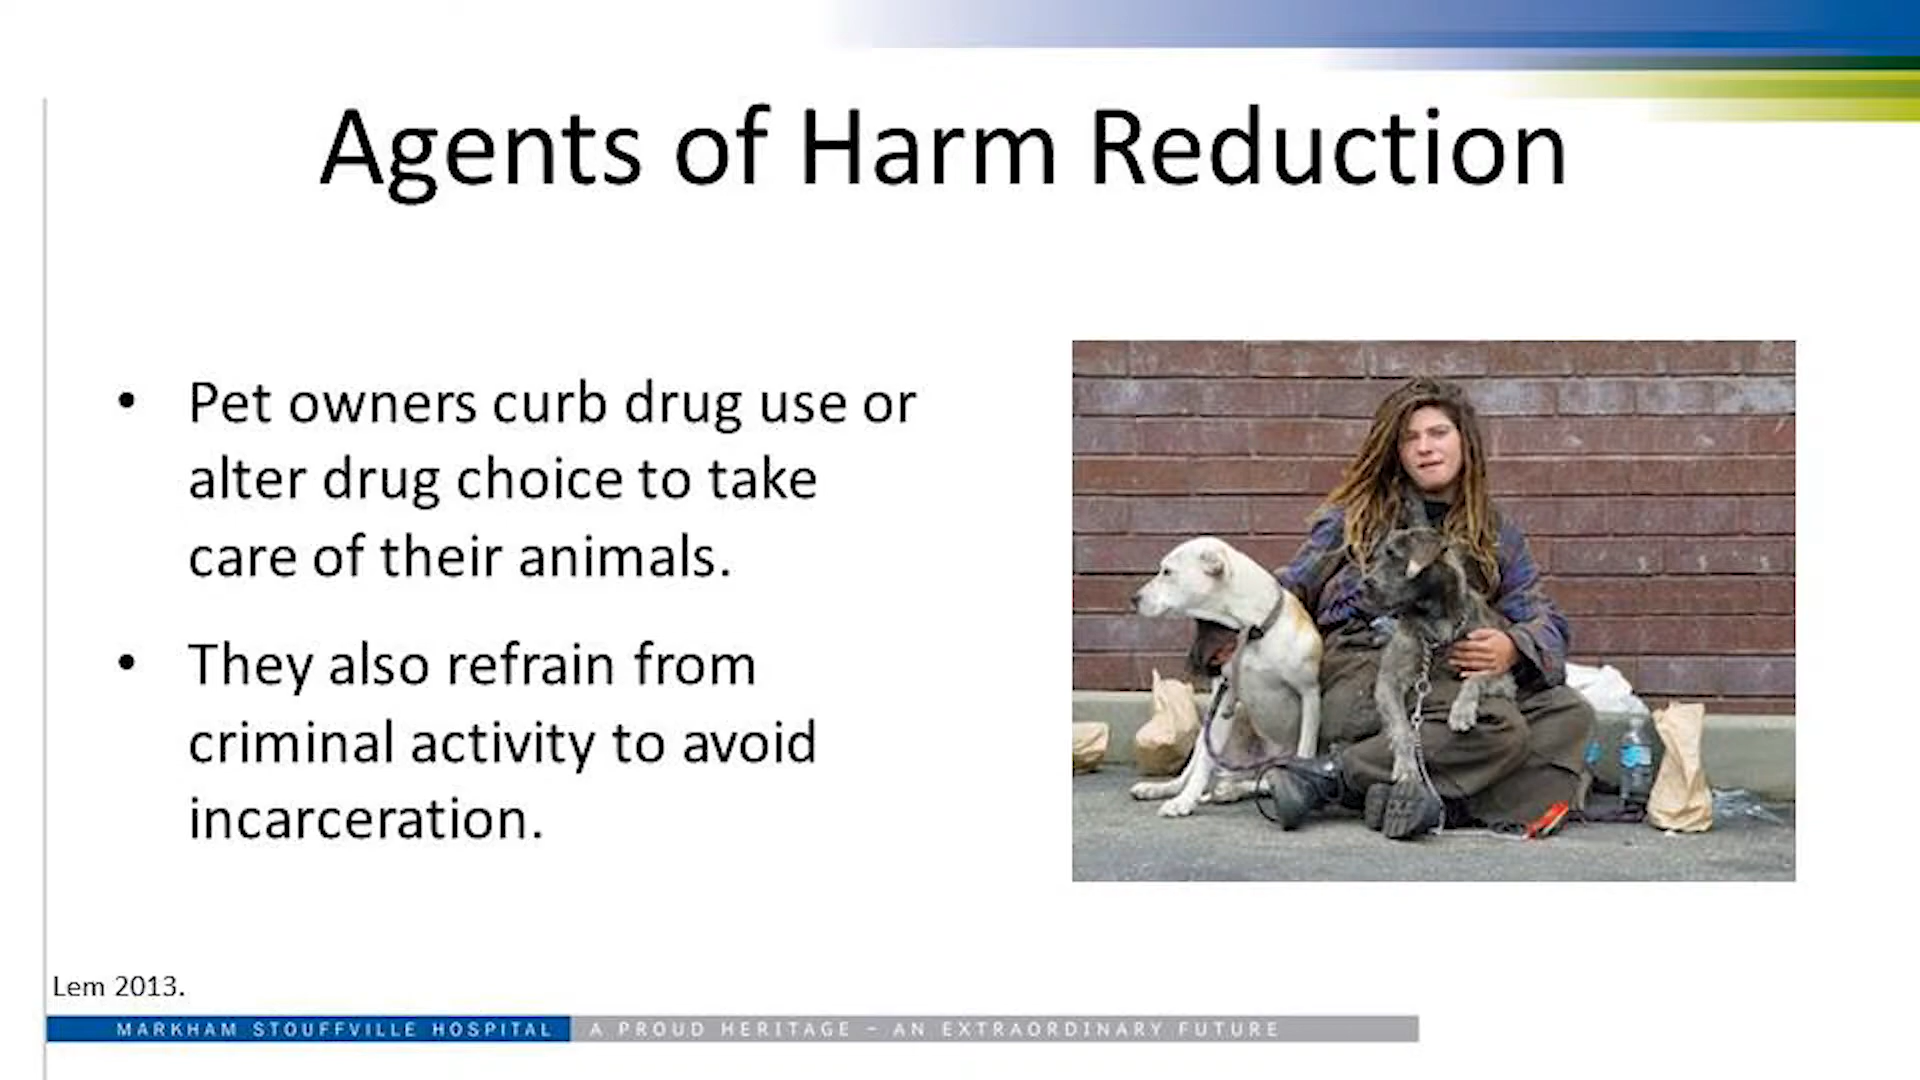 Agents of Harm Reduction
• Pet owners curb drug use or
alter drug choice to take
care of their animals.
• They also refrain from
criminal activity to avoid
incarceration.
Lem 2013.
MARKHAM STOUFFVILLE HOSPITAL A PROUD HERITAGE – AN EXTRAORDINARY FUTURE